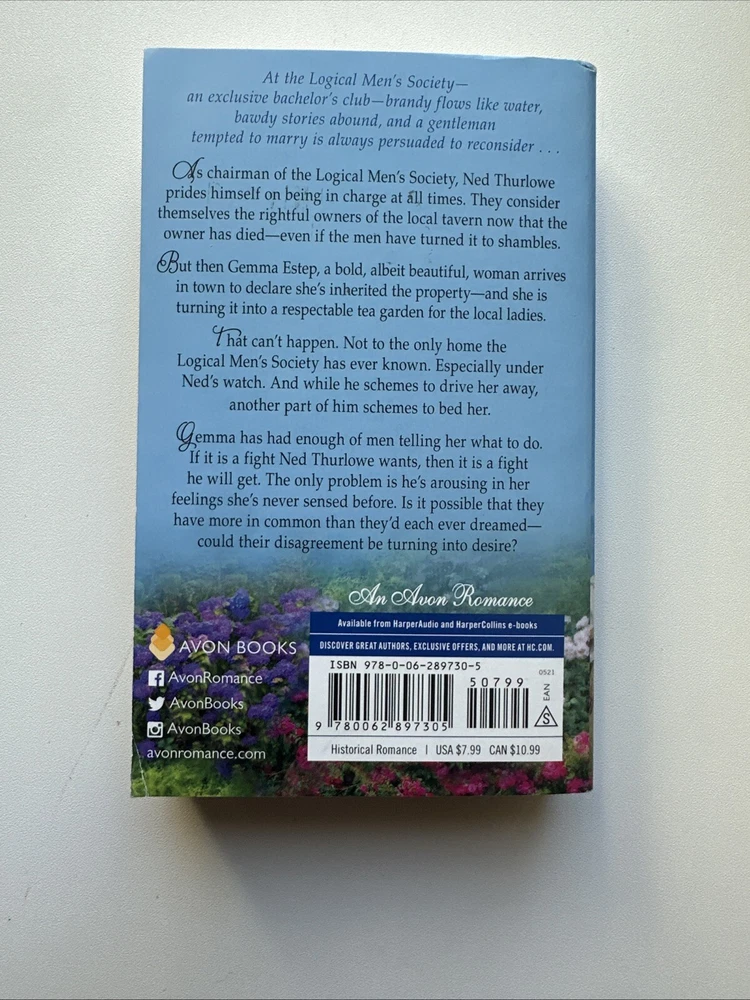 At the Logical Men's Society—
an exclusive bachelor's club—brandy flows like water,
bawdy stories abound, and a gentleman
tempted to marry is always persuaded to reconsider . . .
As chairman of the Logical Men's Society, Ned Thurlowe
prides himself on being in charge at all times. They consider
themselves the rightful owners of the local tavern now that the
owner has died—even if the men have turned it to shambles.
But then Gemma Estep, a bold, albeit beautiful, woman arrives
in town to declare she's inherited the property—and she is
turning it into a respectable tea garden for the local ladies.
That can't happen. Not to the only home the
Logical Men's Society has ever known. Especially under
Ned's watch. And while he schemes to drive her away,
another part of him schemes to bed her.
Gemma has had enough of men telling her what to do.
If it is a fight Ned Thurlowe wants, then it is a fight
he will get. The only problem is he's arousing in her
feelings she's never sensed before. Is it possible that they
have more in common than they'd each ever dreamed—
could their disagreement be turning into desire?
An Avon Romance
Available from HarperAudio and HarperCollins e-books
DISCOVER GREAT AUTHORS, EXCLUSIVE OFFERS, AND MORE AT HC.COM.
AVON BOOKS
AvonRomance
AvonBooks
AvonBooks
avonromance.com
ISBN 978-0-06-289730-5
50799
0521
EAN
S
9 780062 897305
Historical Romance | USA $7.99 CAN $10.99